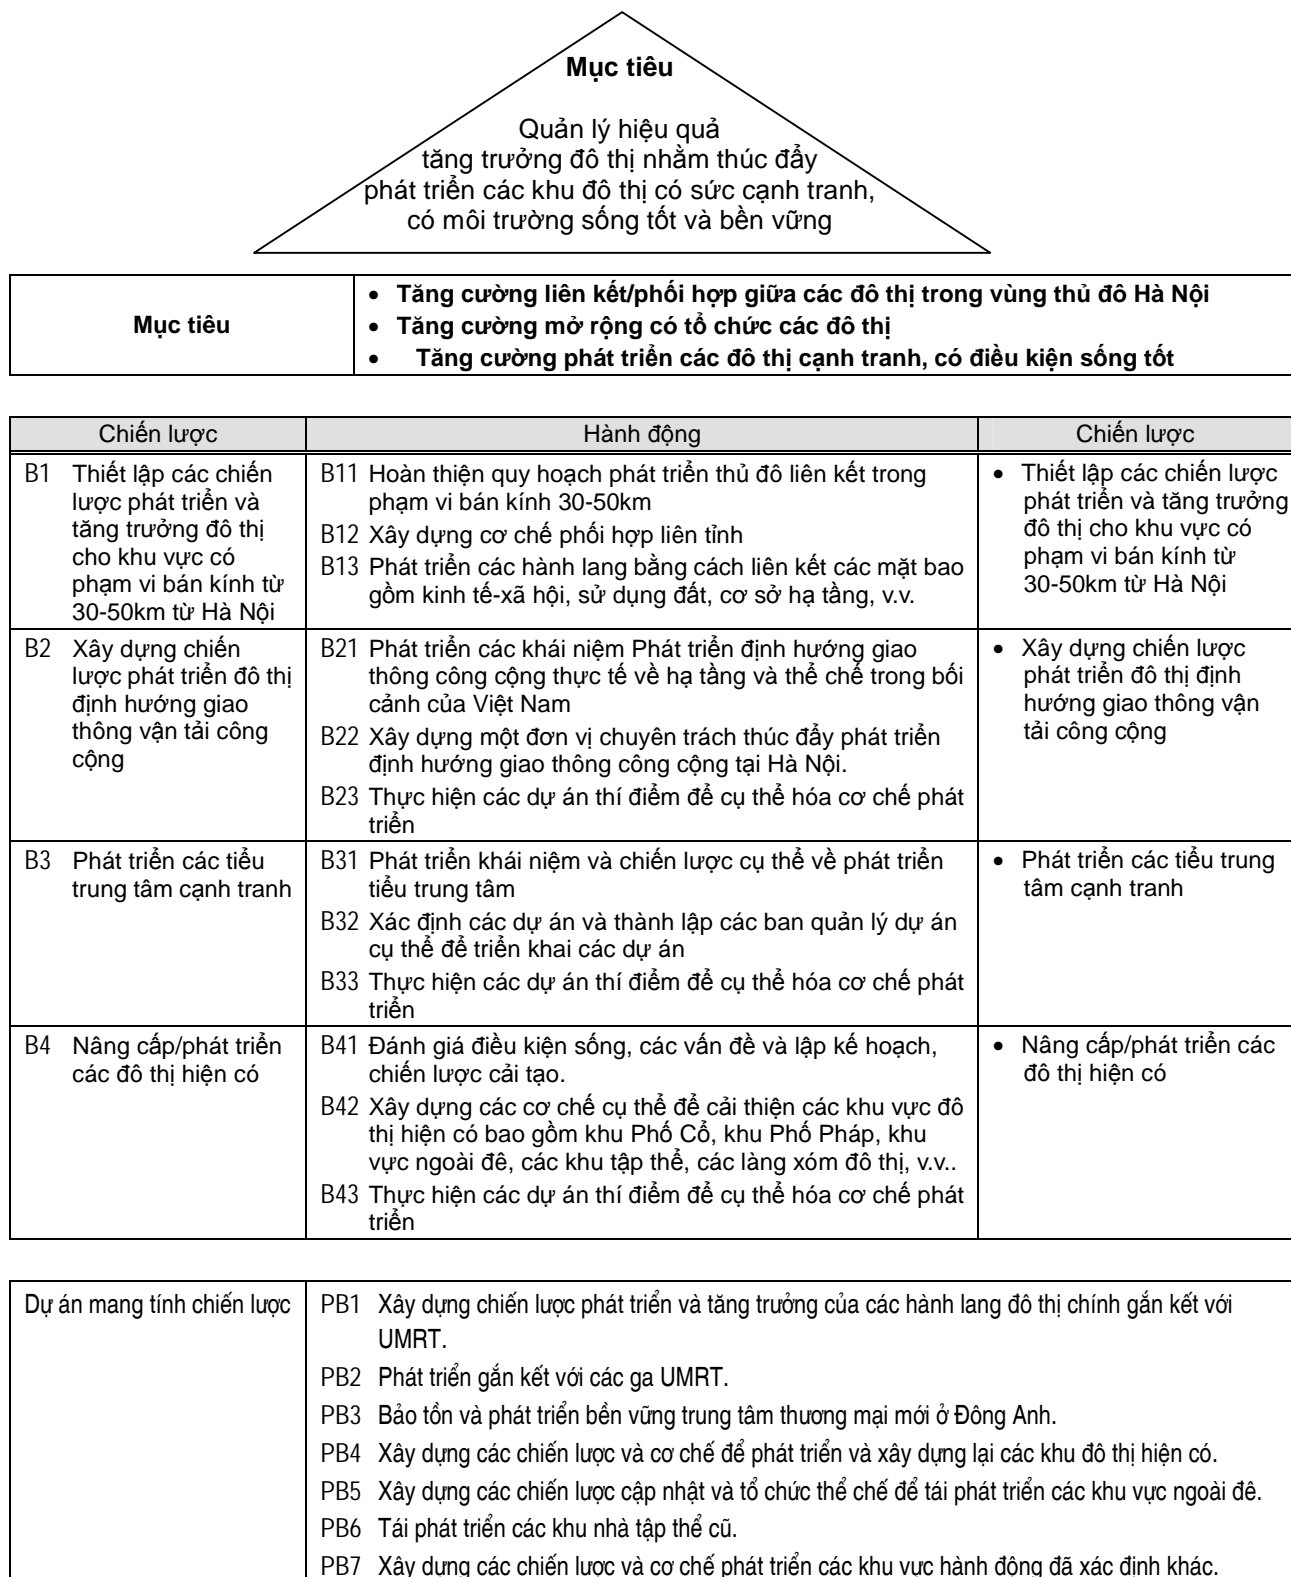 Mục tiêu
Quản lý hiệu quả
tăng trưởng đô thị nhằm thúc đẩy
phát triển các khu đô thị có sức cạnh tranh,
có môi trường sống tốt và bền vững
Mục tiêu
• Tăng cường liên kết/phối hợp giữa các đô thị trong vùng thủ đô Hà Nội
• Tăng cường mở rộng có tổ chức các đô thị
• Tăng cường phát triển các đô thị cạnh tranh, có điều kiện sống tốt
Chiến lược
Hành động
Chiến lược
B1 Thiết lập các chiến
lược phát triển và
tăng trưởng đô thị
cho khu vực có
phạm vi bán kính từ
30-50km từ Hà Nội
B11 Hoàn thiện quy hoạch phát triển thủ đô liên kết trong
phạm vi bán kính 30-50km
B12 Xây dựng cơ chế phối hợp liên tỉnh
B13 Phát triển các hành lang bằng cách liên kết các mặt bao
gồm kinh tế-xã hội, sử dụng đất, cơ sở hạ tầng, v.v.
• Thiết lập các chiến lược
phát triển và tăng trưởng
đô thị cho khu vực có
phạm vi bán kính từ
30-50km từ Hà Nội
B2 Xây dựng chiến
lược phát triển đô thị
định hướng giao
thông vận tải công
cộng
B21 Phát triển các khái niệm Phát triển định hướng giao
thông công cộng thực tế về hạ tầng và thể chế trong bối
cảnh của Việt Nam
B22 Xây dựng một đơn vị chuyên trách thúc đẩy phát triển
định hướng giao thông công cộng tại Hà Nội.
B23 Thực hiện các dự án thí điểm để cụ thể hóa cơ chế phát
triển
• Xây dựng chiến lược
phát triển đô thị định
hướng giao thông vận
tải công cộng
B3 Phát triển các tiểu
trung tâm cạnh tranh
B31 Phát triển khái niệm và chiến lược cụ thể về phát triển
tiểu trung tâm
B32 Xác định các dự án và thành lập các ban quản lý dự án
cụ thể để triển khai các dự án
B33 Thực hiện các dự án thí điểm để cụ thể hóa cơ chế phát
triển
• Phát triển các tiểu trung
tâm cạnh tranh
B4 Nâng cấp/phát triển
các đô thị hiện có
B41 Đánh giá điều kiện sống, các vấn đề và lập kế hoạch,
chiến lược cải tạo.
B42 Xây dựng các cơ chế cụ thể để cải thiện các khu vực đô
thị hiện có bao gồm khu Phố Cổ, khu Phố Pháp, khu
vực ngoài đê, các khu tập thể, các làng xóm đô thị, v.v..
B43 Thực hiện các dự án thí điểm để cụ thể hóa cơ chế phát
triển
• Nâng cấp/phát triển các
đô thị hiện có
Dự án mang tính chiến lược
PB1 Xây dựng chiến lược phát triển và tăng trưởng của các hành lang đô thị chính gắn kết với
UMRT.
PB2 Phát triển gắn kết với các ga UMRT.
PB3 Bảo tồn và phát triển bền vững trung tâm thương mại mới ở Đông Anh.
PB4 Xây dựng các chiến lược và cơ chế để phát triển và xây dựng lại các khu đô thị hiện có.
PB5 Xây dựng các chiến lược cập nhật và tổ chức thể chế để tái phát triển các khu vực ngoài đê.
PB6 Tái phát triển các khu nhà tập thể cũ.
PB7 Xây dựng các chiến lược và cơ chế phát triển các khu vực hành động đã xác định khác.